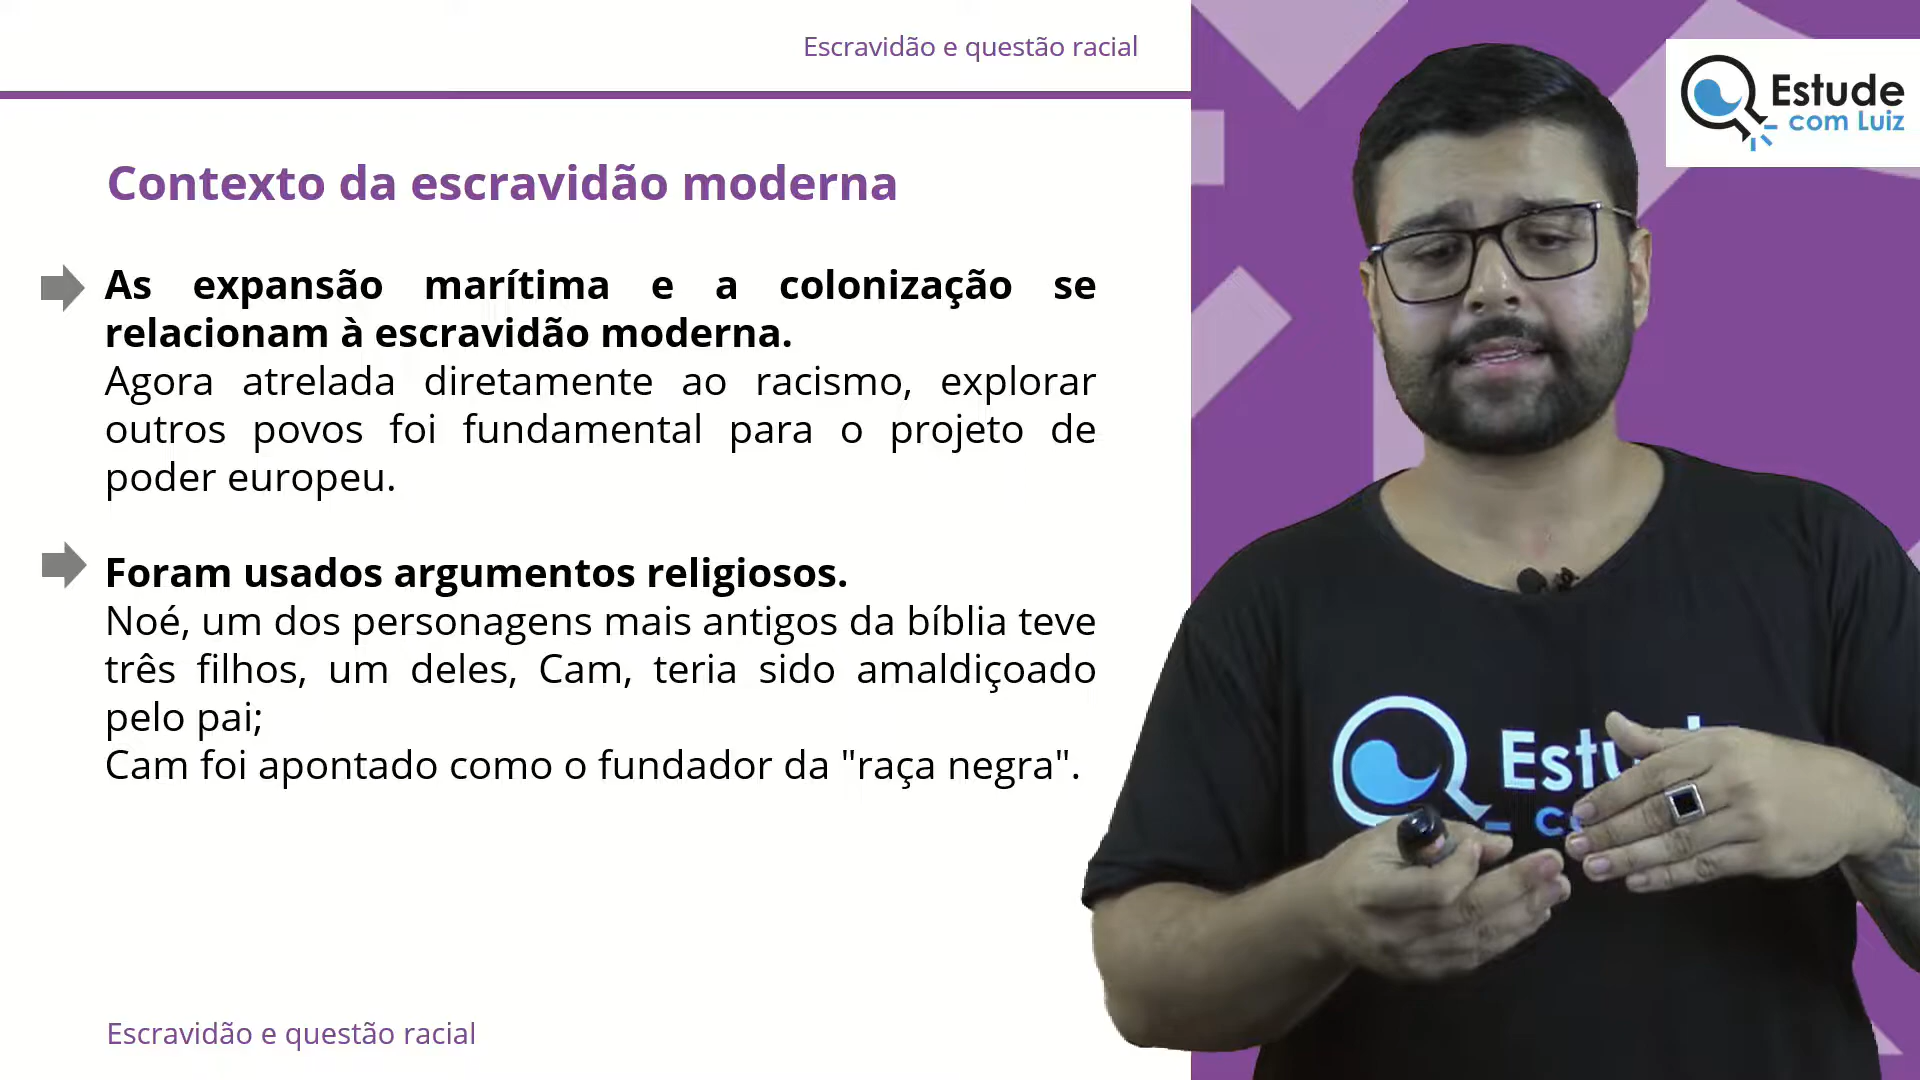 Escravidão e questão racial
Estude
com Luiz
Contexto da escravidão moderna
As expansão marítima e a colonização se
relacionam à escravidão moderna.
Agora atrelada diretamente ao racismo, explorar
outros povos foi fundamental para o projeto de
poder europeu.
Foram usados argumentos religiosos.
Noé, um dos personagens mais antigos da bíblia teve
três filhos, um deles, Cam, teria sido amaldiçoado
pelo pai;
Cam foi apontado como o fundador da "raça negra".
Escravidão e questão racial